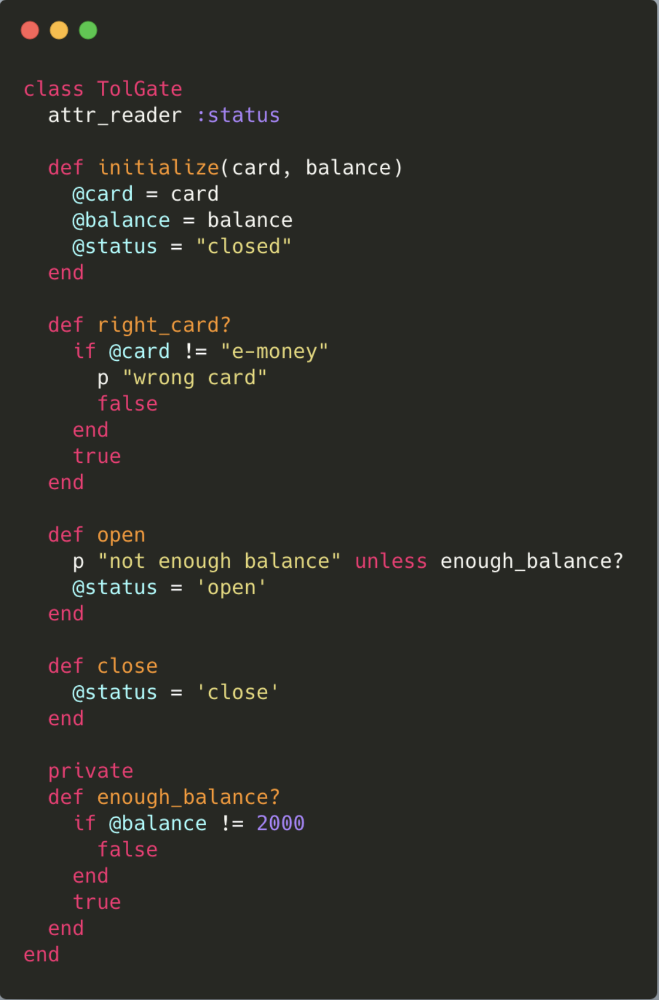 class TolGate
  attr_reader :status

  def initialize(card, balance)
    @card = card
    @balance = balance
    @status = "closed"
  end

  def right_card?
    if @card != "e-money"
      p "wrong card"
      false
    end
    true
  end

  def open
    p "not enough balance" unless enough_balance?
    @status = 'open'
  end

  def close
    @status = 'close'
  end

  private
  def enough_balance?
    if @balance != 2000
      false
    end
    true
  end
end